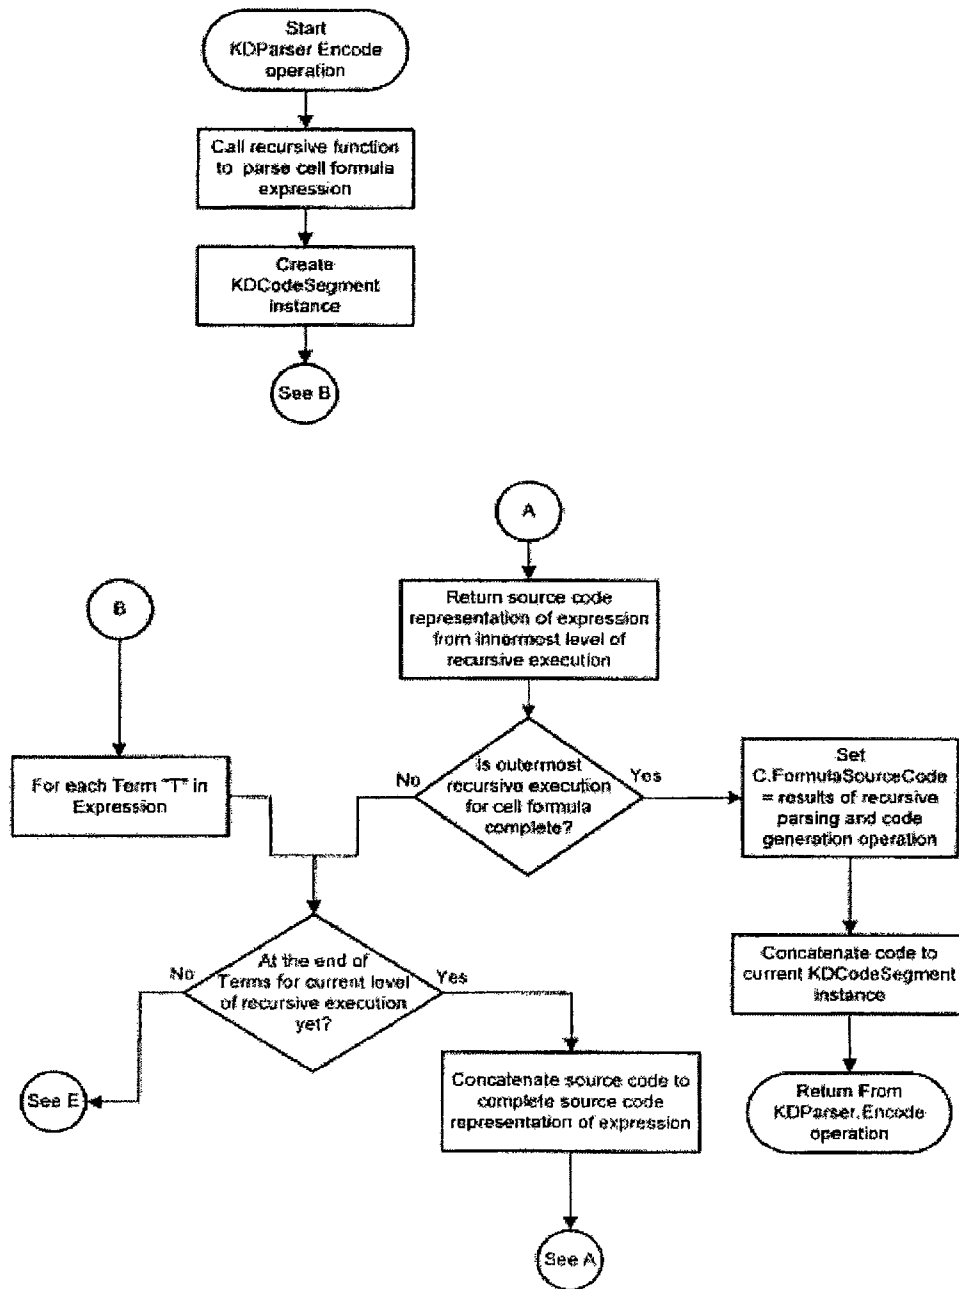 Start
KDParser.Encode
operation
Call recursive function
to parse cell formula
expression
Create
KDCodeSegment
instance
See B
A
Return source code
representation of expression
from innermost level of
recursive execution
B
For each Term "T" in
Expression
Is outermost
recursive execution
for cell formula
complete?
No
Yes
Set
C.FormulaSourceCode
= results of recursive
parsing and code
generation operation
Concatenate code to
current KDCodeSegment
instance
Return From
KDParser.Encode
operation
At the end of
Terms for current level
of recursive execution
yet?
No
Yes
See E
Concatenate source code to
complete source code
representation of expression
See A